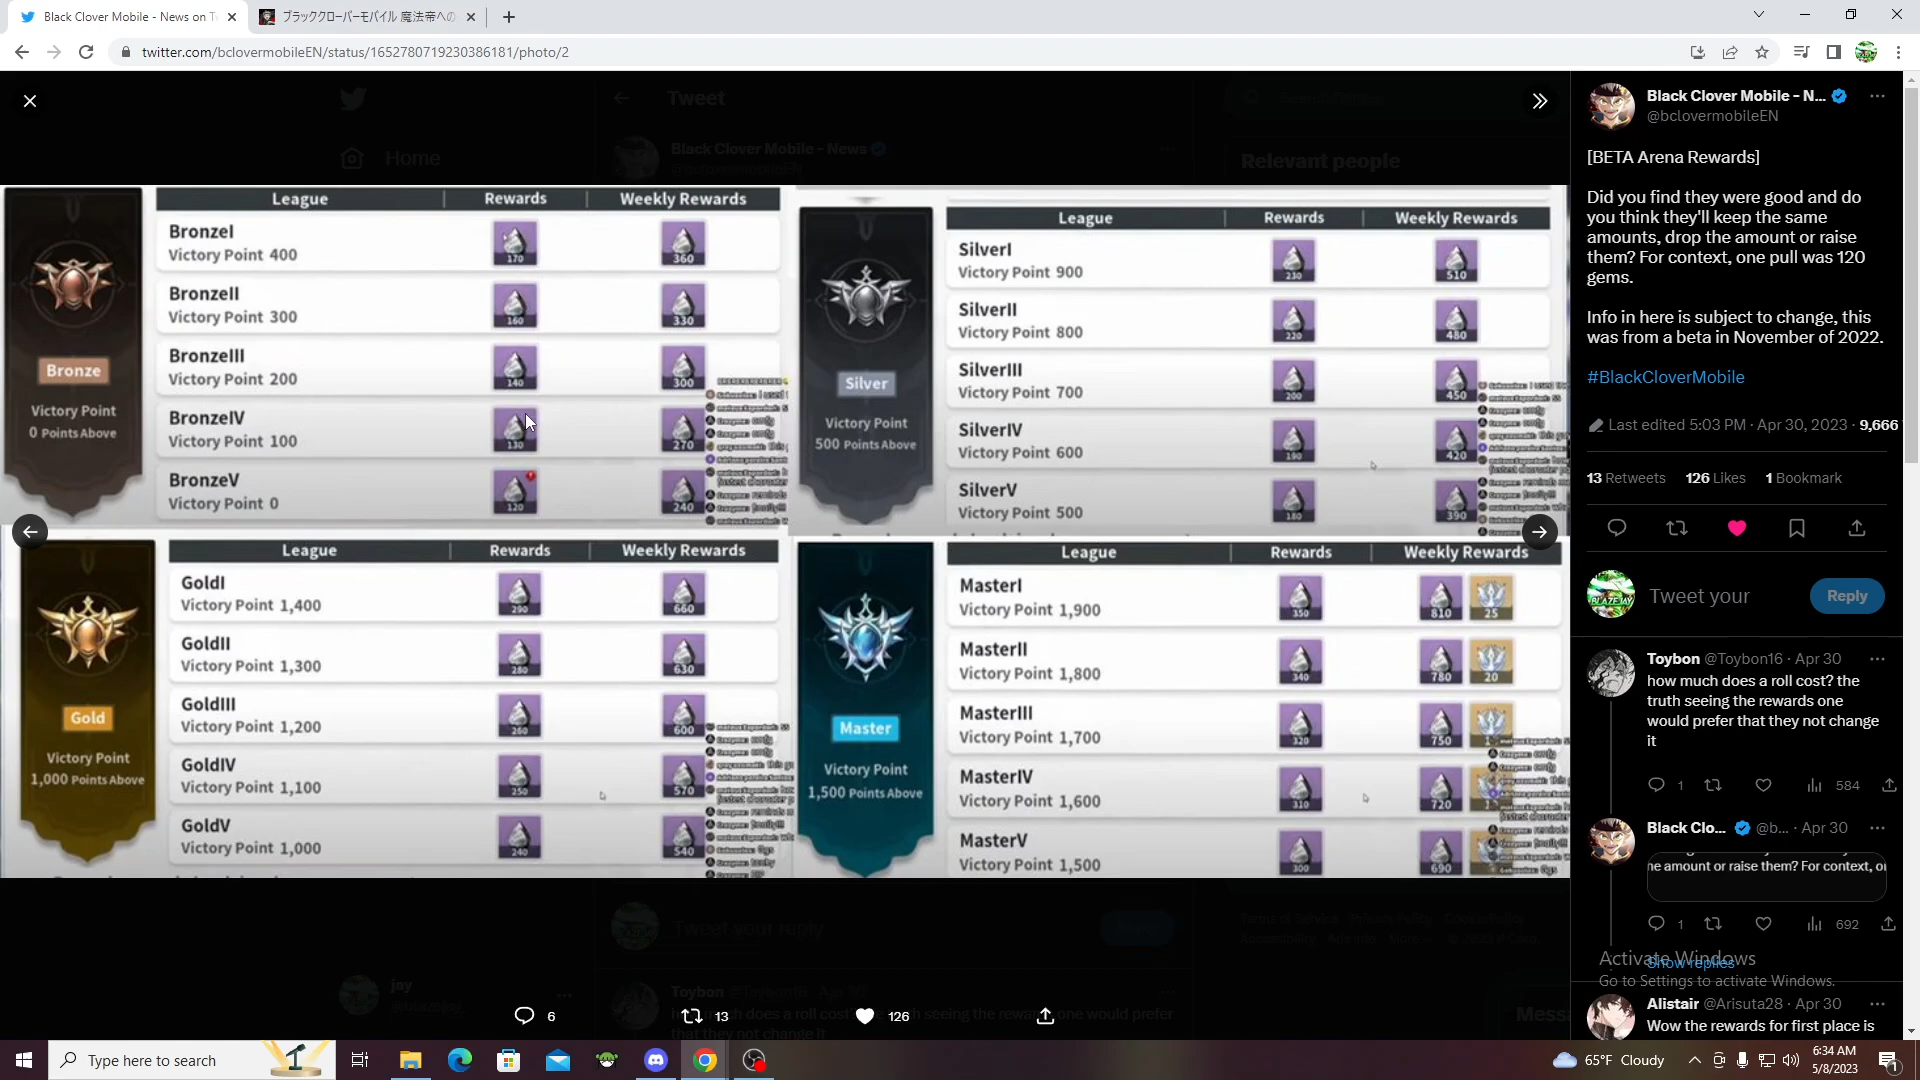 Black Clover Mobile - News on Tw
ブラッククローバーモバイル 魔法帝への
twitter.com/bclovermobileEN/status/1652780719230386181/photo/2
Tweet
Home
Black Clover Mobile - News
Relevant people
League Rewards Weekly Rewards
BronzeI
Victory Point 400
170
360
BronzeII
Victory Point 300
160
330
BronzeIII
Victory Point 200
140
300
BronzeIV
Victory Point 100
130
270
BronzeV
Victory Point 0
120
240
Bronze
Victory Point
0 Points Above
League Rewards Weekly Rewards
SilverI
Victory Point 900
230
510
SilverII
Victory Point 800
220
480
SilverIII
Victory Point 700
200
450
SilverIV
Victory Point 600
190
420
SilverV
Victory Point 500
180
390
Silver
Victory Point
500 Points Above
League Rewards Weekly Rewards
GoldI
Victory Point 1,400
290
660
GoldII
Victory Point 1,300
280
630
GoldIII
Victory Point 1,200
260
600
GoldIV
Victory Point 1,100
250
570
GoldV
Victory Point 1,000
240
540
Gold
Victory Point
1,000 Points Above
League Rewards Weekly Rewards
MasterI
Victory Point 1,900
350
810 25
MasterII
Victory Point 1,800
340
780 20
MasterIII
Victory Point 1,700
320
750
MasterIV
Victory Point 1,600
310
720
MasterV
Victory Point 1,500
300
690
Master
Victory Point
1,500 Points Above
Tweet your reply
jay
Toybon
6
13
126
Black Clover Mobile - N...
@bclovermobileEN
[BETA Arena Rewards]
Did you find they were good and do
you think they'll keep the same
amounts, drop the amount or raise
them? For context, one pull was 120
gems.
Info in here is subject to change, this
was from a beta in November of 2022.
#BlackCloverMobile
Last edited 5:03 PM · Apr 30, 2023 · 9,666
13 Retweets 126 Likes 1 Bookmark
Tweet your
Reply
Toybon @Toybon16 · Apr 30
how much does a roll cost? the
truth seeing the rewards one
would prefer that they not change
it
1
584
Black Clo... @b... · Apr 30
ne amount or raise them? For context, o
1
692
Show replies
Activate Windows
Go to Settings to activate Windows.
Alistair @Arisuta28 · Apr 30
Wow the rewards for first place is
Type here to search
65°F Cloudy
6:34 AM
5/8/2023
1